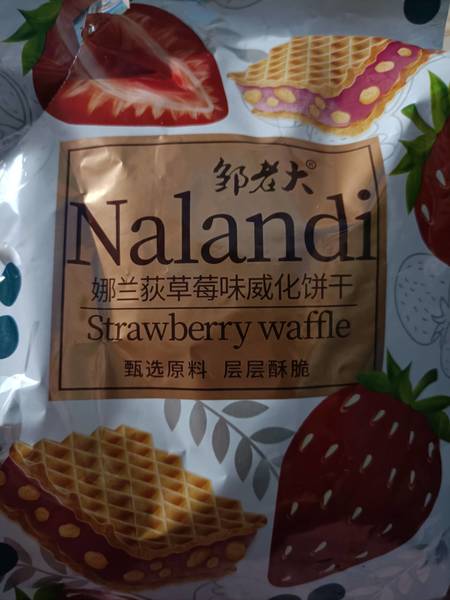 邹老大®
Nalandi
娜兰荻草莓味威化饼干
Strawberry waffle
甄选原料 层层酥脆